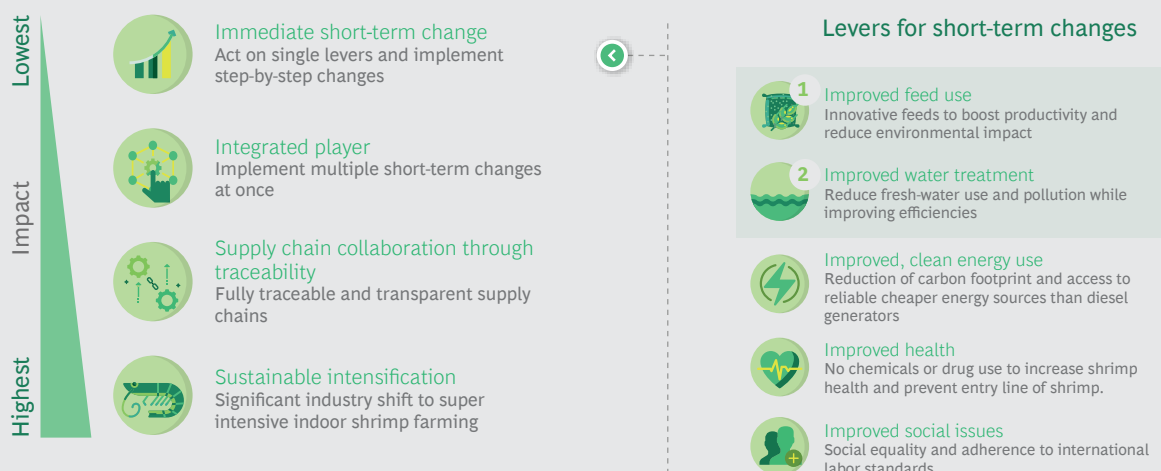 Lowest
Impact
Highest
Immediate short-term change
Act on single levers and implement
step-by-step changes
Integrated player
Implement multiple short-term changes
at once
Supply chain collaboration through
traceability
Fully traceable and transparent supply
chains
Sustainable intensification
Significant industry shift to super
intensive indoor shrimp farming
Levers for short-term changes
1
Improved feed use
Innovative feeds to boost productivity and
reduce environmental impact
2
Improved water treatment
Reduce fresh-water use and pollution while
improving efficiencies
Improved, clean energy use
Reduction of carbon footprint and access to
reliable cheaper energy sources than diesel
generators
Improved health
No chemicals or drug use to increase shrimp
health and prevent entry line of shrimp.
Improved social issues
Social equality and adherence to international
labor standards